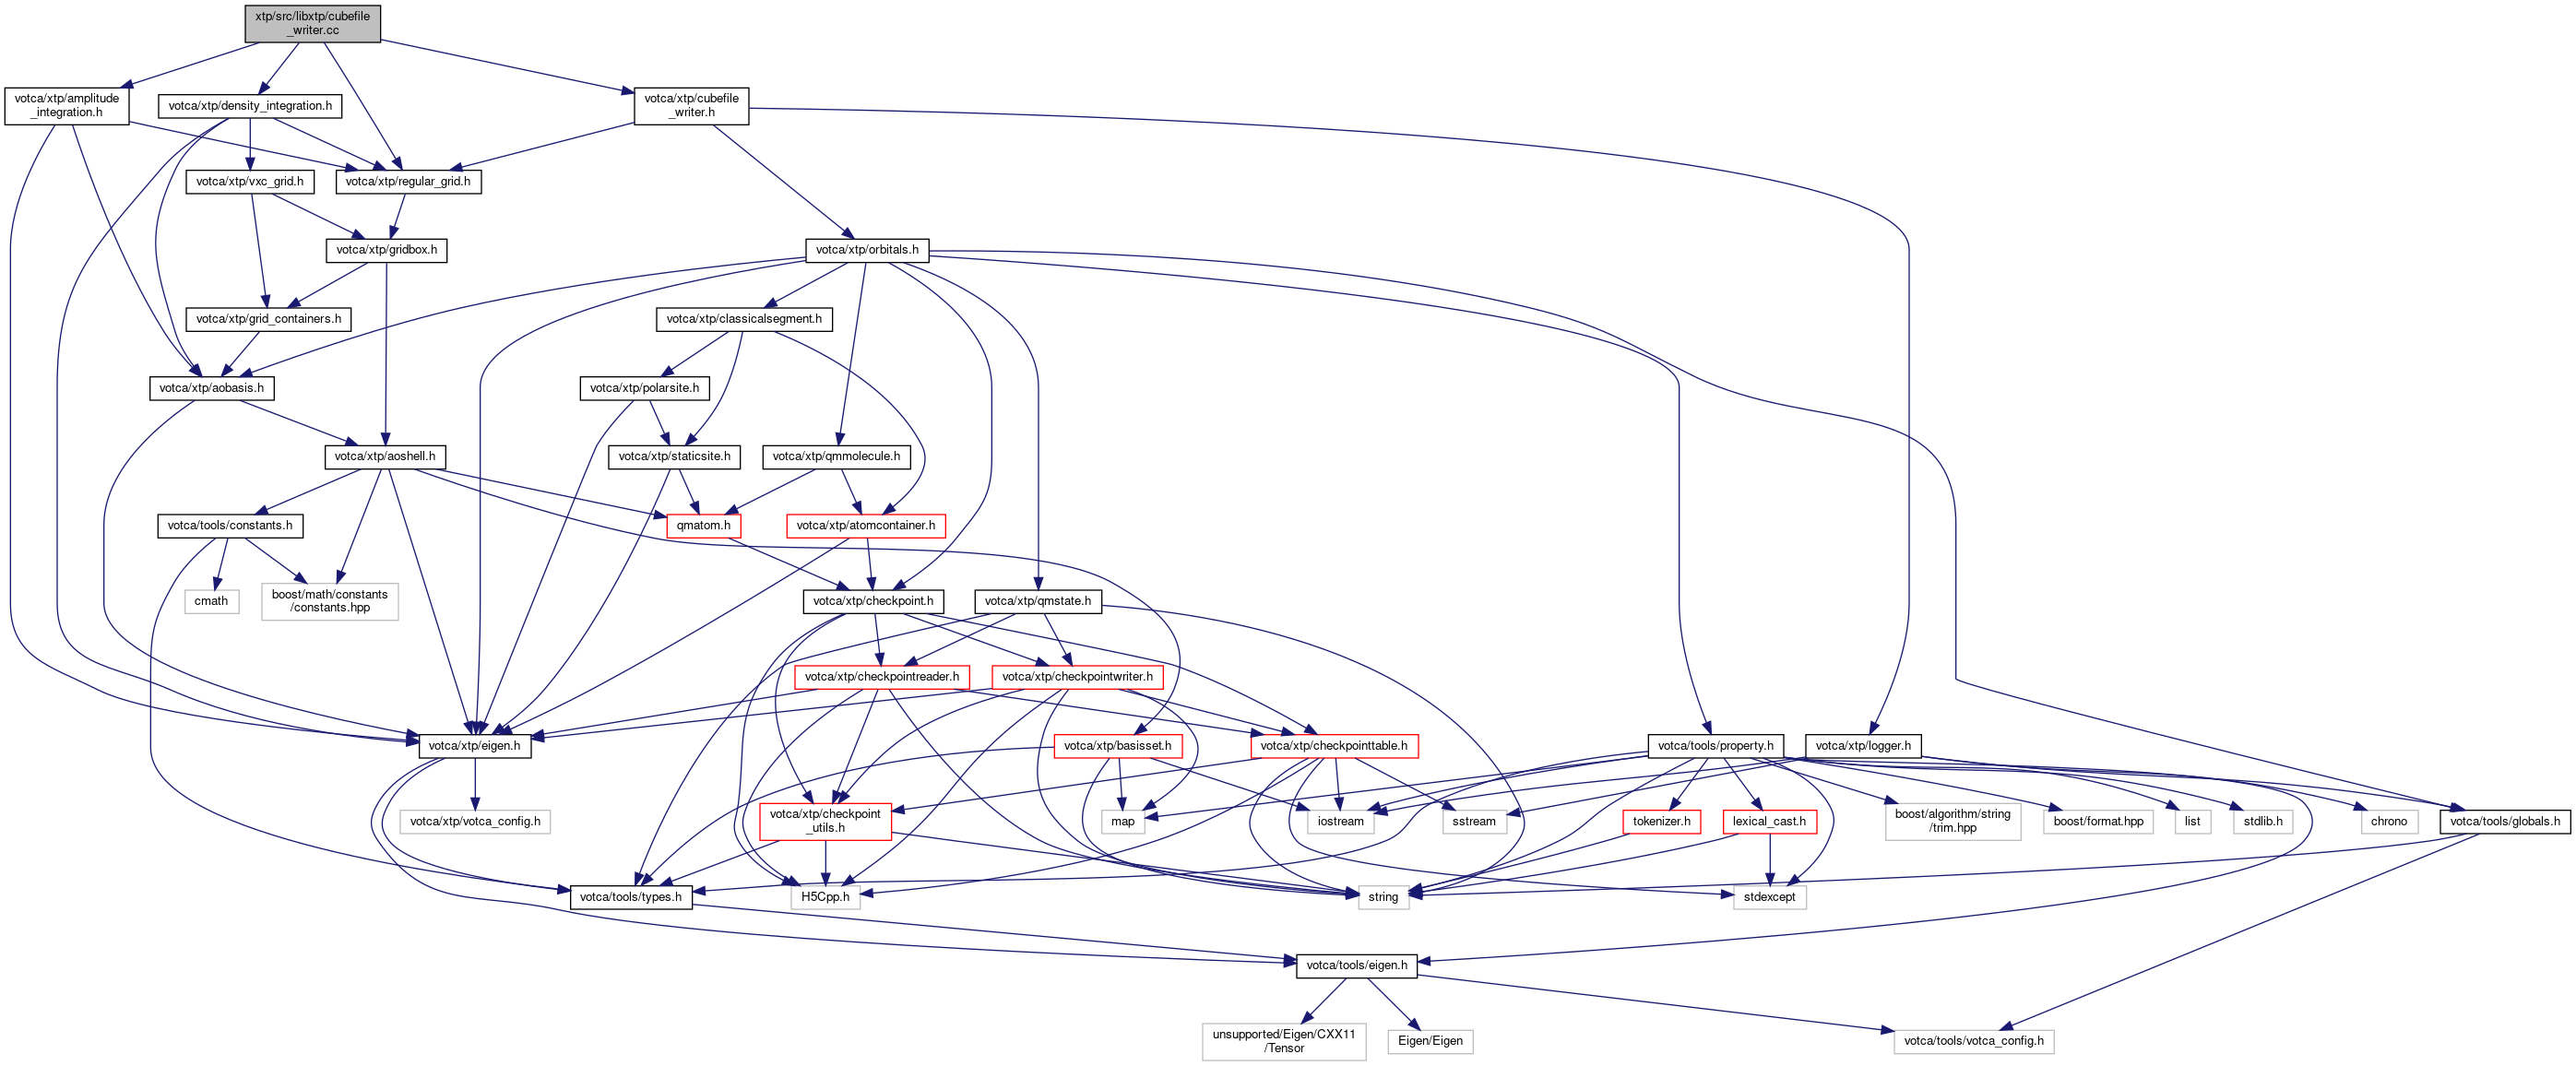 xtp/src/libxtp/cubefile
_writer.cc
votca/xtp/amplitude
_integration.h
votca/xtp/density_integration.h
votca/xtp/cubefile
_writer.h
votca/xtp/vxc_grid.h
votca/xtp/regular_grid.h
votca/xtp/gridbox.h
votca/xtp/orbitals.h
votca/xtp/grid_containers.h
votca/xtp/classicalsegment.h
votca/xtp/aobasis.h
votca/xtp/polarsite.h
votca/xtp/aoshell.h
votca/xtp/staticsite.h
votca/xtp/qmmolecule.h
votca/tools/constants.h
qmatom.h
votca/xtp/atomcontainer.h
cmath
boost/math/constants
/constants.hpp
votca/xtp/checkpoint.h
votca/xtp/qmstate.h
votca/xtp/checkpointreader.h
votca/xtp/checkpointwriter.h
votca/xtp/eigen.h
votca/xtp/basisset.h
votca/xtp/checkpointtable.h
votca/tools/property.h
votca/xtp/logger.h
votca/xtp/votca_config.h
votca/xtp/checkpoint
_utils.h
map
iostream
sstream
tokenizer.h
lexical_cast.h
boost/algorithm/string
/trim.hpp
boost/format.hpp
list
stdlib.h
chrono
votca/tools/globals.h
votca/tools/types.h
H5Cpp.h
string
stdexcept
votca/tools/eigen.h
unsupported/Eigen/CXX11
/Tensor
Eigen/Eigen
votca/tools/votca_config.h